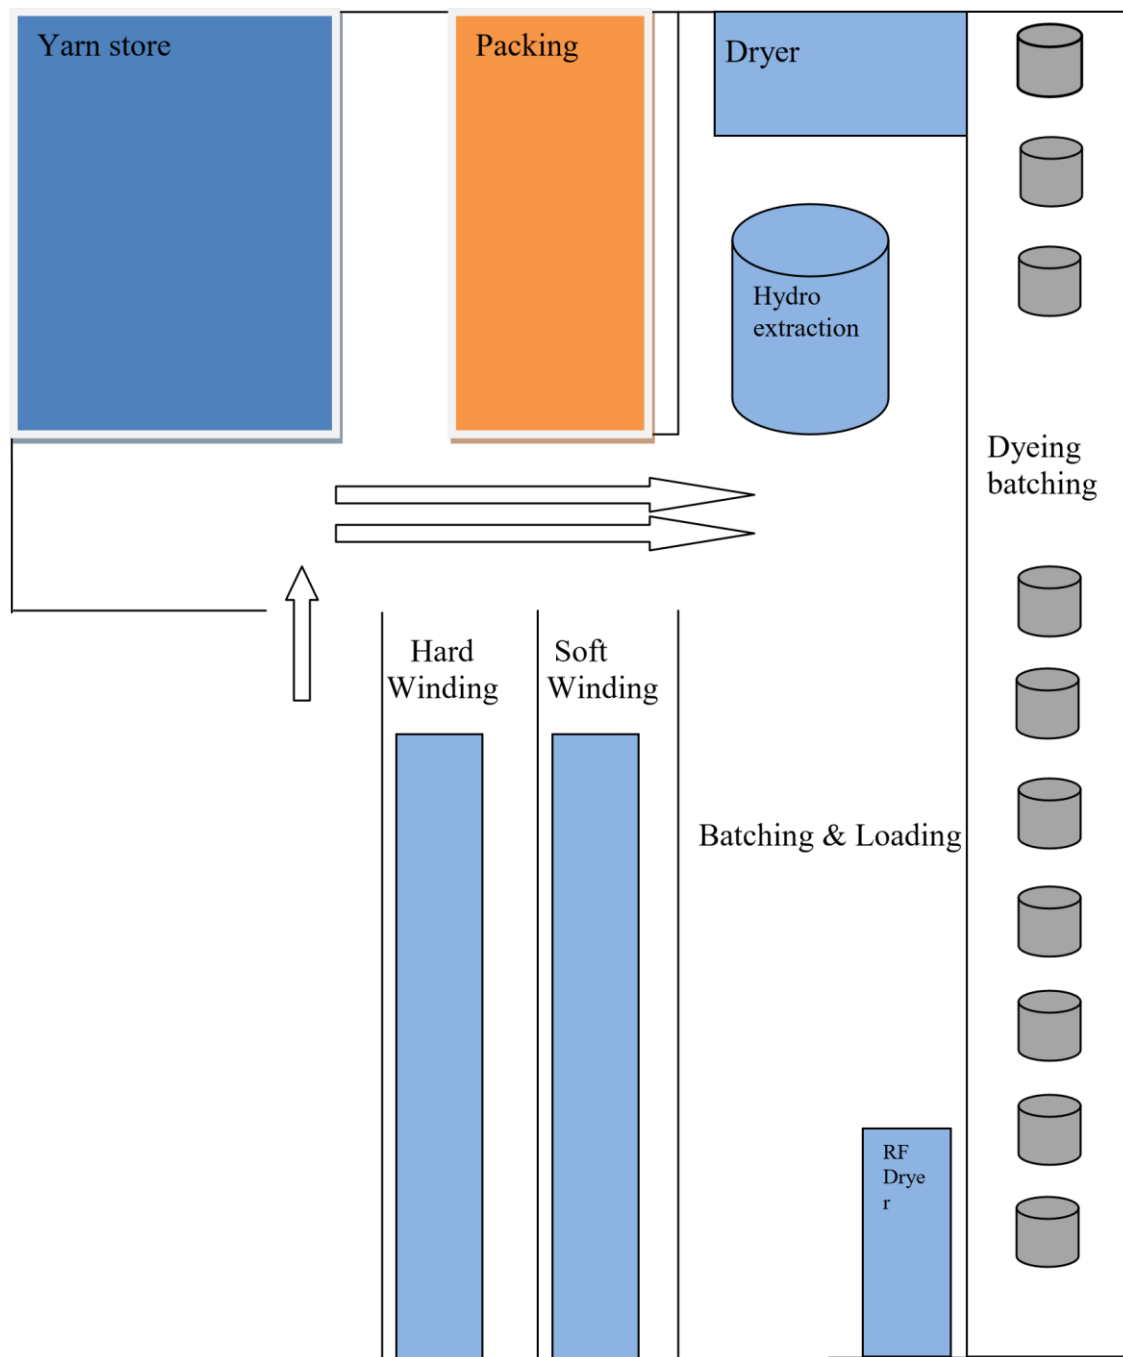 Yarn store
Packing
Dryer
Hydro
extraction
Dyeing
batching
Hard
Winding
Soft
Winding
Batching & Loading
RF
Drye
r